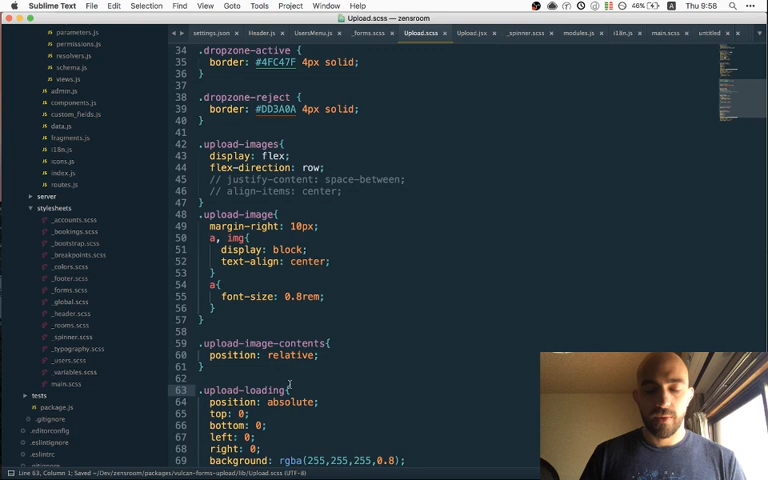 Sublime Text File Edit Selection Find View Goto Tools Project Window Help 46% Thu 9:58
Upload.scss — zensroom
settings.json Header.js UsersMenu.js _forms.scss Upload.scss Upload.jsx _spinner.scss modules.js i18n.js main.scss untitled
parameters.js
permissions.js
resolvers.js
schema.js
views.js
admin.js
components.js
custom_fields.js
data.js
fragments.js
i18n.js
icons.js
index.js
routes.js
server
stylesheets
_accounts.scss
_bookings.scss
_bootstrap.scss
_breakpoints.scss
_colors.scss
_footer.scss
_forms.scss
_global.scss
_header.scss
_rooms.scss
_spinner.scss
_typography.scss
_users.scss
_variables.scss
main.scss
tests
package.js
.gitignore
.editorconfig
.eslintignore
.eslintrc
.gitignore
34 .dropzone-active {
35 border: #4FC47F 4px solid;
36 }
37
38 .dropzone-reject {
39 border: #DD3A0A 4px solid;
40 }
41
42 .upload-images{
43 display: flex;
44 flex-direction: row;
45 // justify-content: space-between;
46 // align-items: center;
47 }
48 .upload-image{
49 margin-right: 10px;
50 a, img{
51 display: block;
52 text-align: center;
53 }
54 a{
55 font-size: 0.8rem;
56 }
57 }
58
59 .upload-image-contents{
60 position: relative;
61 }
62
63 .upload-loading{
64 position: absolute;
65 top: 0;
66 bottom: 0;
67 left: 0;
68 right: 0;
69 background: rgba(255,255,255,0.8);
Line 63, Column 1; Saved ~/Dev/zensroom/packages/vulcan-forms-upload/lib/Upload.scss (UTF-8)